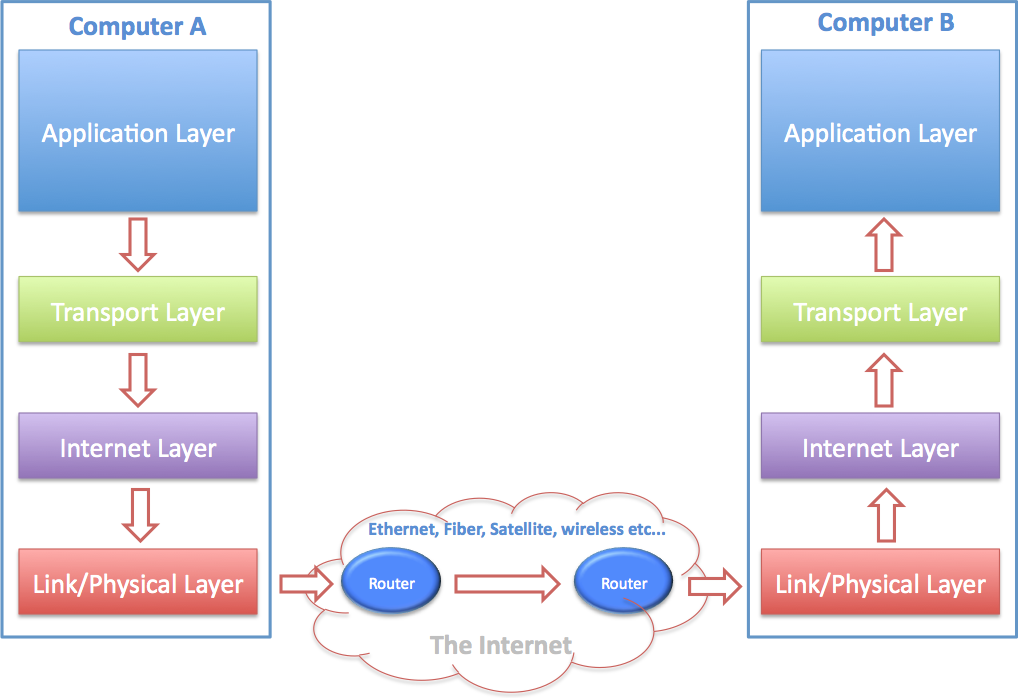 Computer A
Application Layer
Transport Layer
Internet Layer
Link/Physical Layer
Ethernet, Fiber, Satellite, wireless etc...
Router
Router
The Internet
Computer B
Application Layer
Transport Layer
Internet Layer
Link/Physical Layer